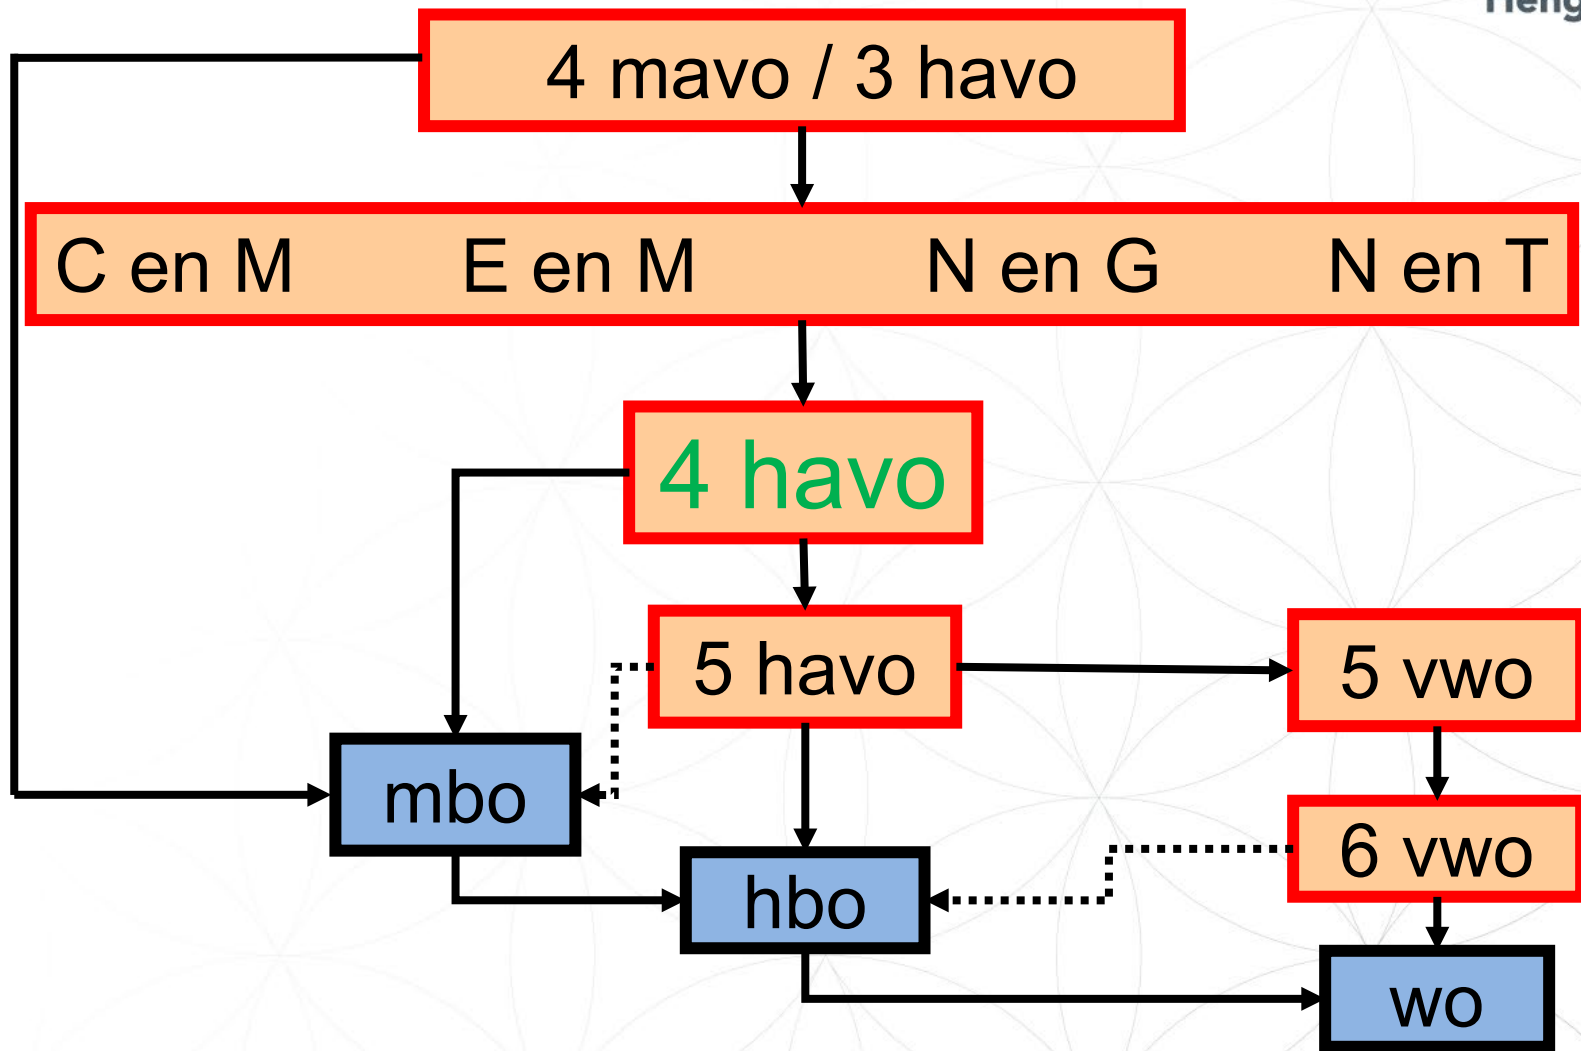 4 mavo / 3 havo
C en M E en M N en G N en T
4 havo
5 havo
5 vwo
mbo
6 vwo
hbo
wo